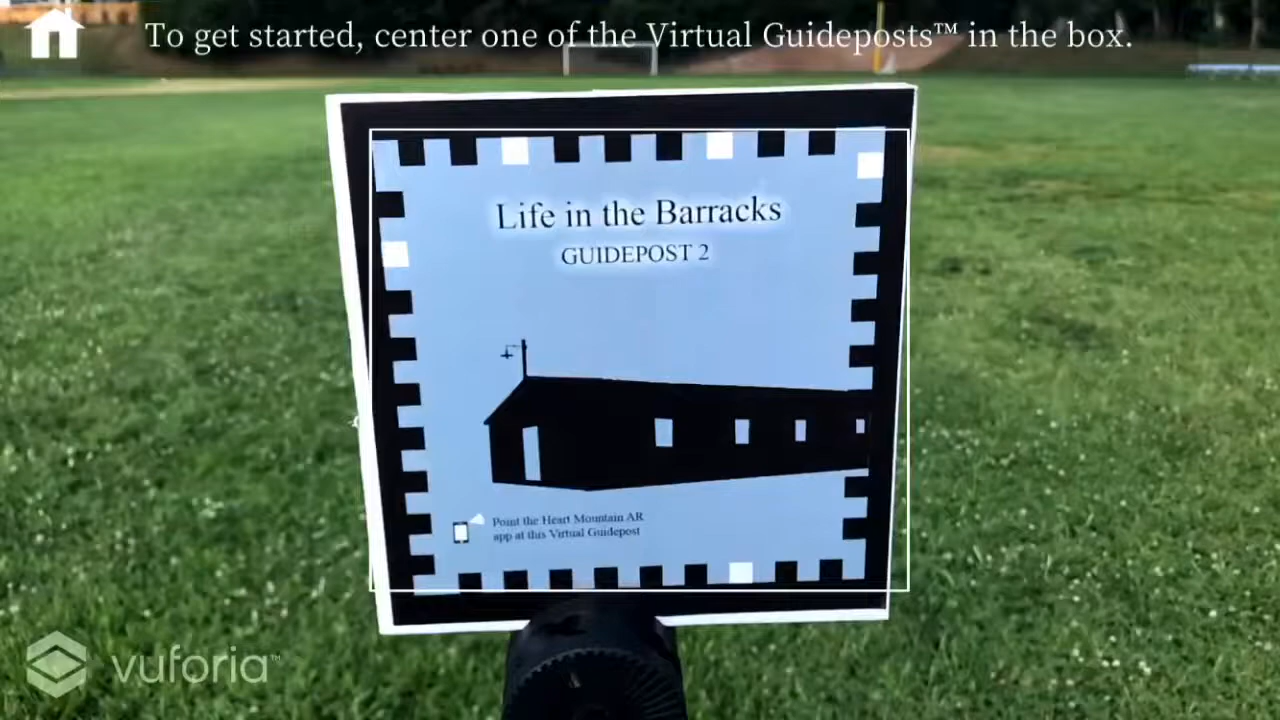 To get started, center one of the Virtual Guideposts™ in the box.
Life in the Barracks
GUIDEPOST 2
Point the Heart Mountain AR
app at this Virtual Guidepost
vuforia™